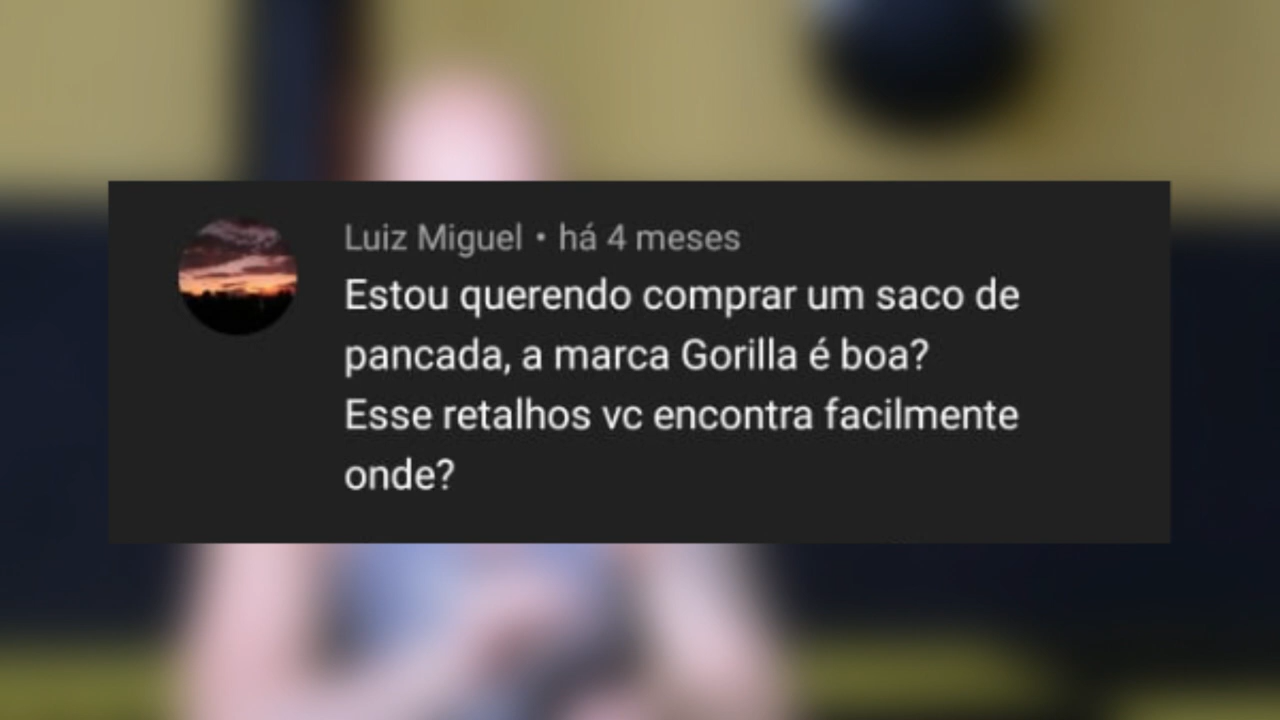 Luiz Miguel • há 4 meses
Estou querendo comprar um saco de
pancada, a marca Gorilla é boa?
Esse retalhos vc encontra facilmente
onde?